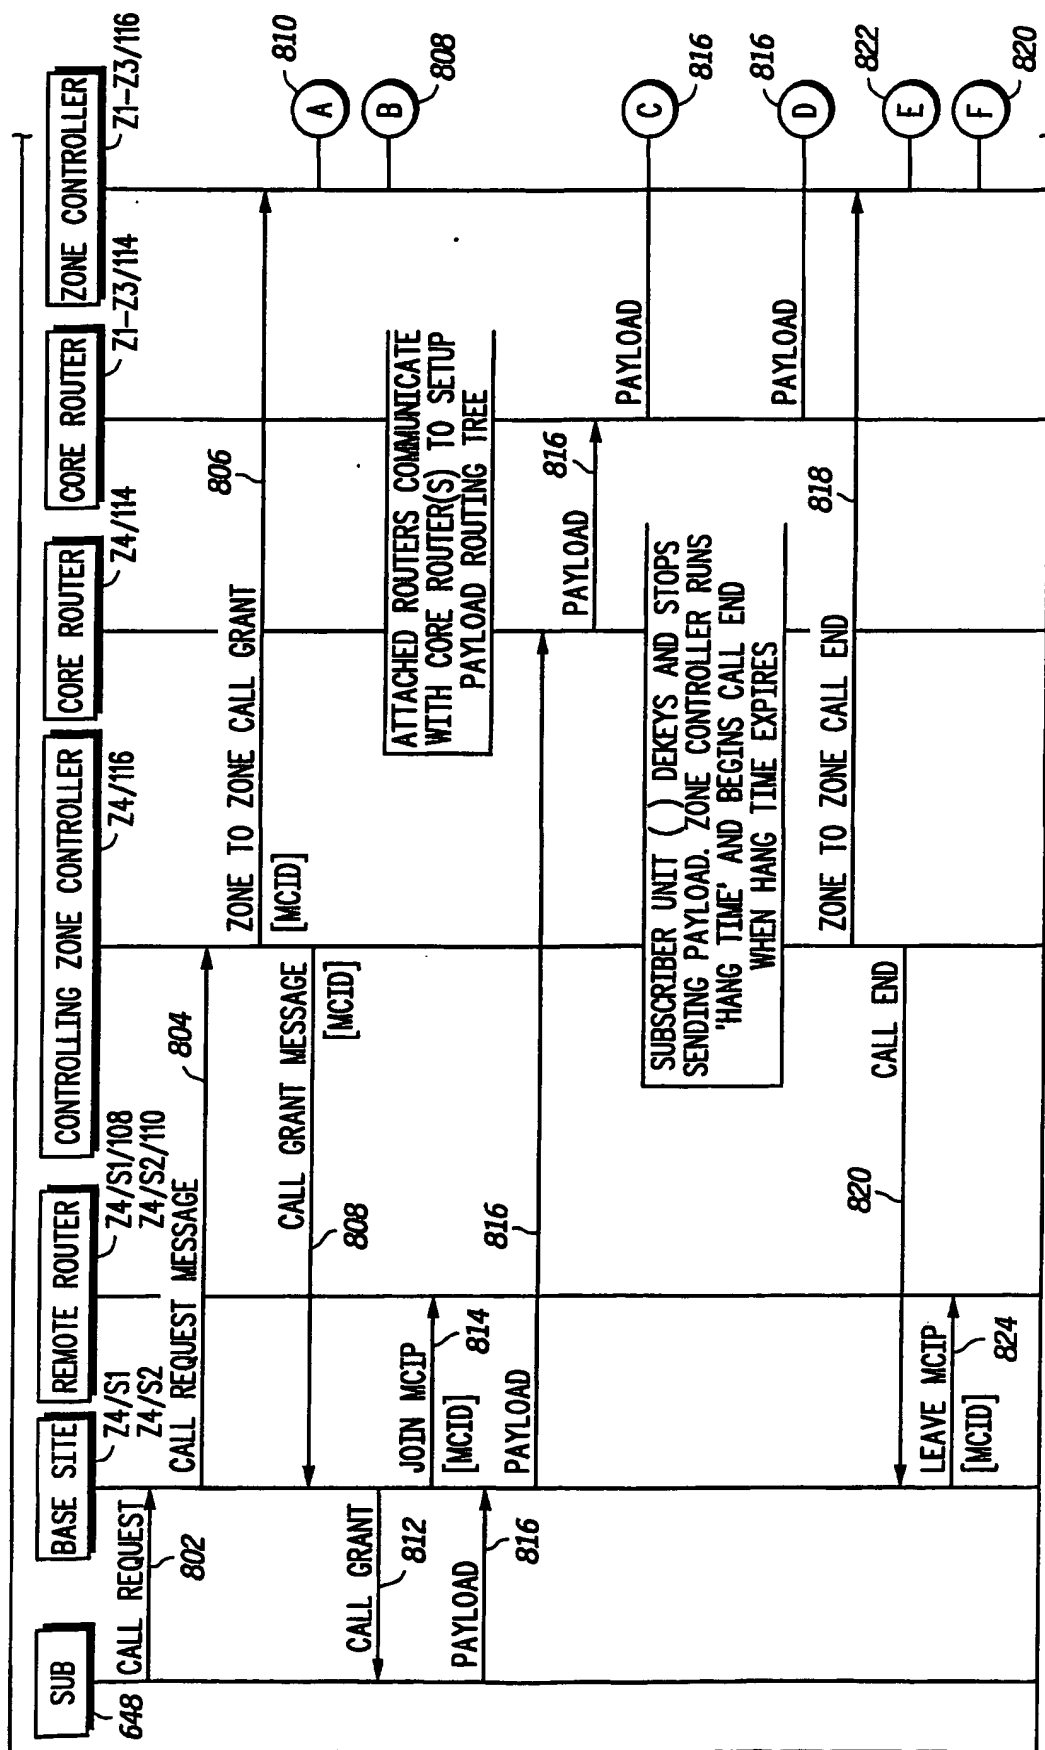 SUB
648
BASE SITE
Z4/S1
Z4/S2
REMOTE ROUTER
Z4/S1/108
Z4/S2/110
CONTROLLING ZONE CONTROLLER
Z4/116
CORE ROUTER
Z4/114
CORE ROUTER
Z1-Z3/114
ZONE CONTROLLER
Z1-Z3/116
CALL REQUEST
802
CALL REQUEST MESSAGE
804
ZONE TO ZONE CALL GRANT
806
[MCID]
CALL GRANT MESSAGE
808
[MCID]
A
810
B
808
CALL GRANT
812
ATTACHED ROUTERS COMMUNICATE
WITH CORE ROUTER(S) TO SETUP
PAYLOAD ROUTING TREE
JOIN MCIP
814
[MCID]
PAYLOAD
816
PAYLOAD
816
PAYLOAD
816
PAYLOAD
C
816
SUBSCRIBER UNIT ( ) DEKEYS AND STOPS
SENDING PAYLOAD. ZONE CONTROLLER RUNS
'HANG TIME' AND BEGINS CALL END
WHEN HANG TIME EXPIRES
PAYLOAD
D
816
ZONE TO ZONE CALL END
818
CALL END
820
E
822
LEAVE MCIP
824
[MCID]
F
820